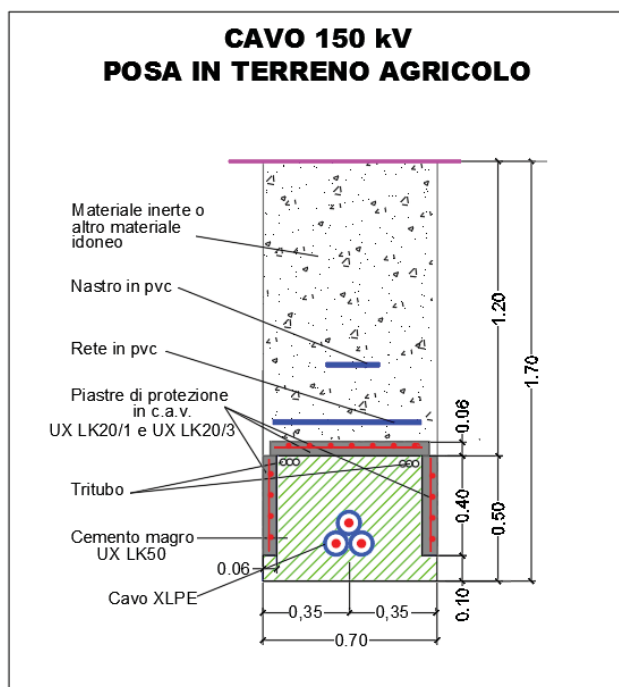 CAVO 150 kV
POSA IN TERRENO AGRICOLO
Materiale inerte o
altro materiale
idoneo
Nastro in pvc
Rete in pvc
Piastre di protezione
in c.a.v.
UX LK20/1 e UX LK20/3
Tritubo
Cemento magro
UX LK50
0.06
Cavo XLPE
0,35
0,35
0.70
1.20
1.70
0.06
0.40
0.50
0.10